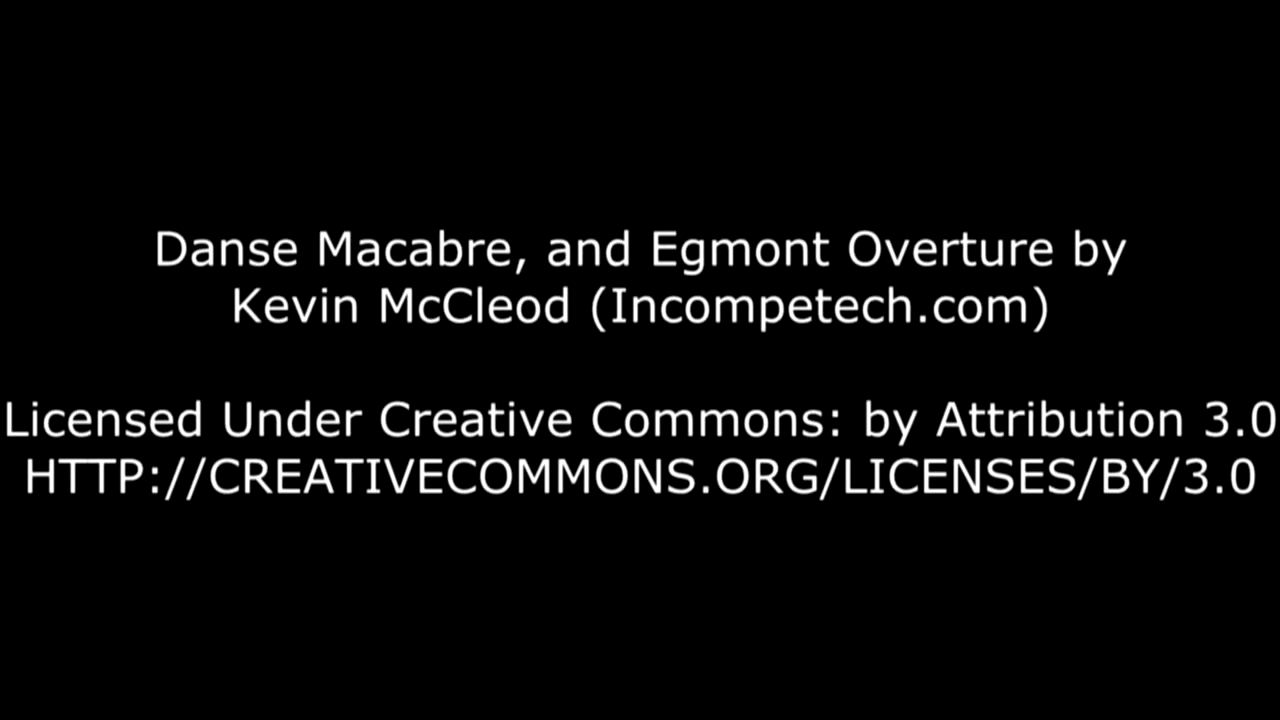 Danse Macabre, and Egmont Overture by
Kevin McCleod (Incompetech.com)
Licensed Under Creative Commons: by Attribution 3.0
HTTP://CREATIVECOMMONS.ORG/LICENSES/BY/3.0